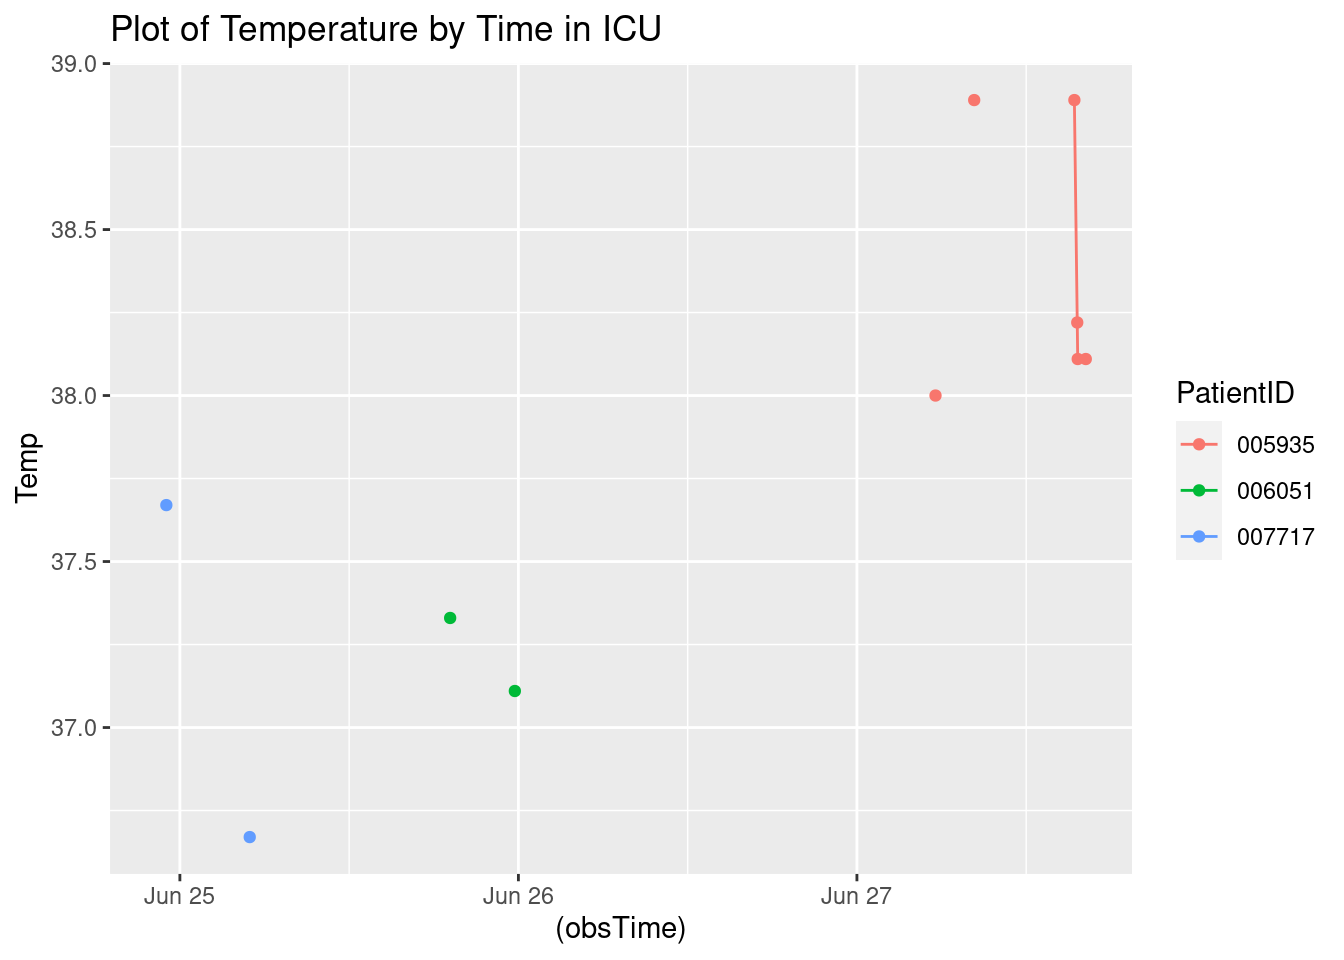 Plot of Temperature by Time in ICU
39.0
38.5
38.0
37.5
37.0
Temp
Jun 25
Jun 26
Jun 27
(obsTime)
PatientID
005935
006051
007717